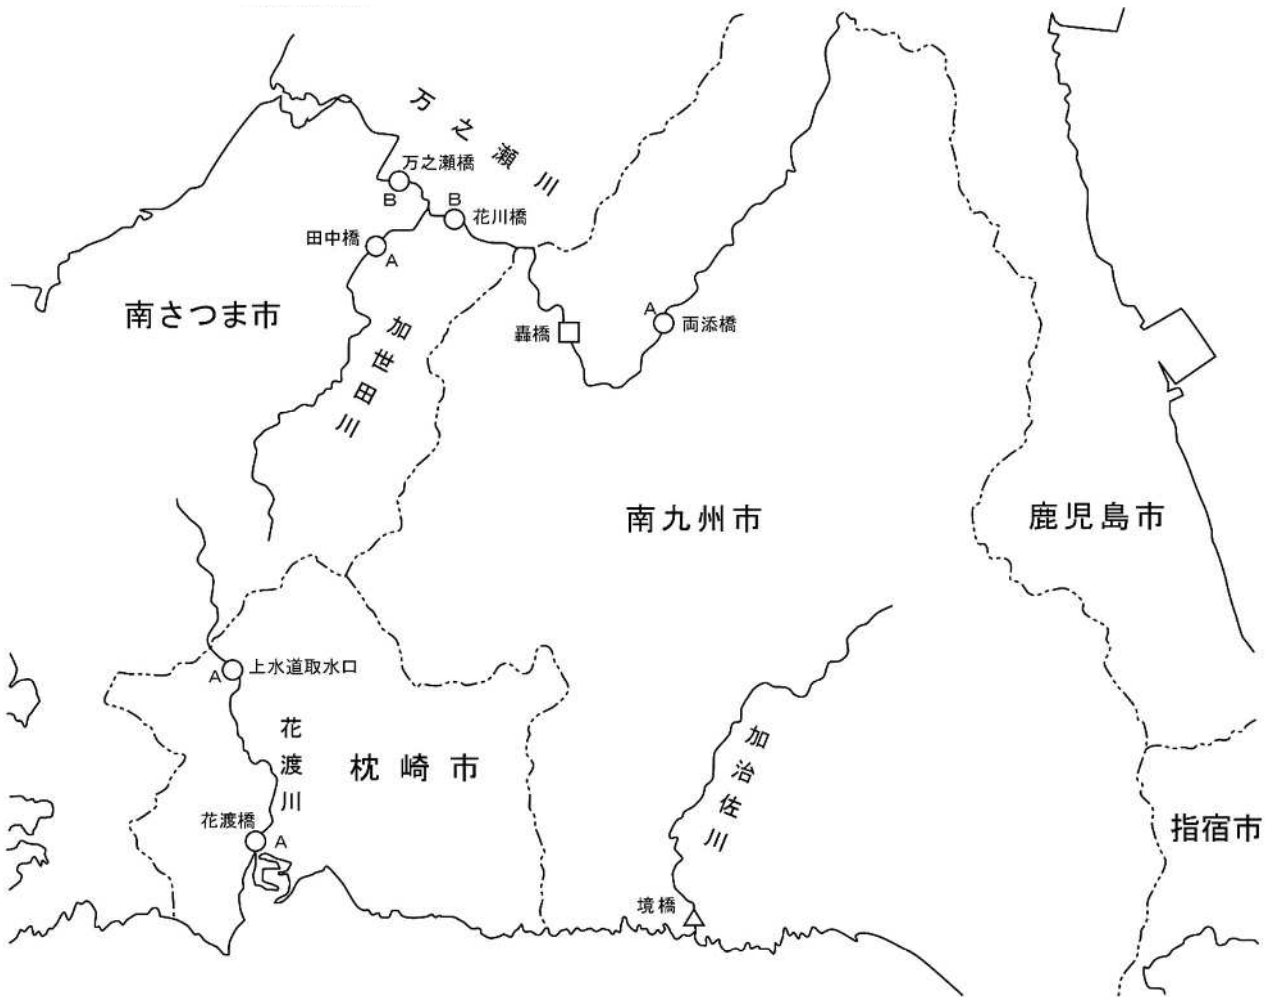 万之瀬川
万之瀬橋
B
B
花川橋
田中橋
A
南さつま市
加世田川
轟橋
A
両添橋
南九州市
鹿児島市
上水道取水口
A
花渡川
枕崎市
加治佐川
花渡橋
A
指宿市
境橋